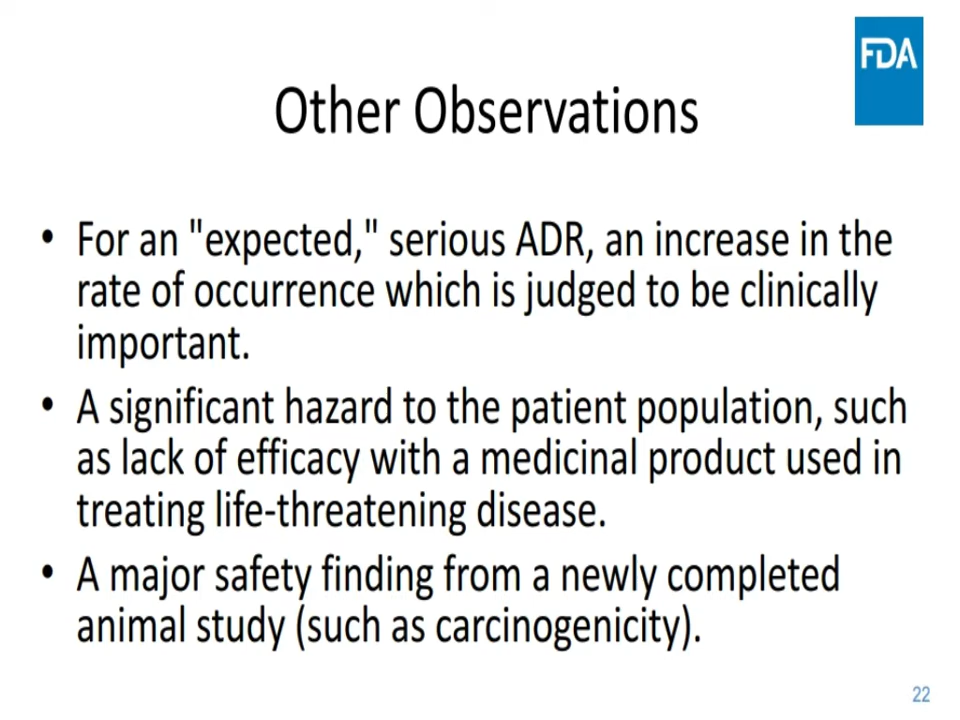 FDA
Other Observations
• For an "expected," serious ADR, an increase in the
rate of occurrence which is judged to be clinically
important.
• A significant hazard to the patient population, such
as lack of efficacy with a medicinal product used in
treating life-threatening disease.
• A major safety finding from a newly completed
animal study (such as carcinogenicity).
22